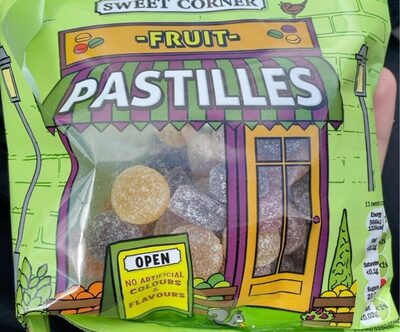 SWEET CORNER
-FRUIT-
PASTILLES
OPEN
NO ARTIFICIAL
COLOURS
&
FLAVOURS
Energy